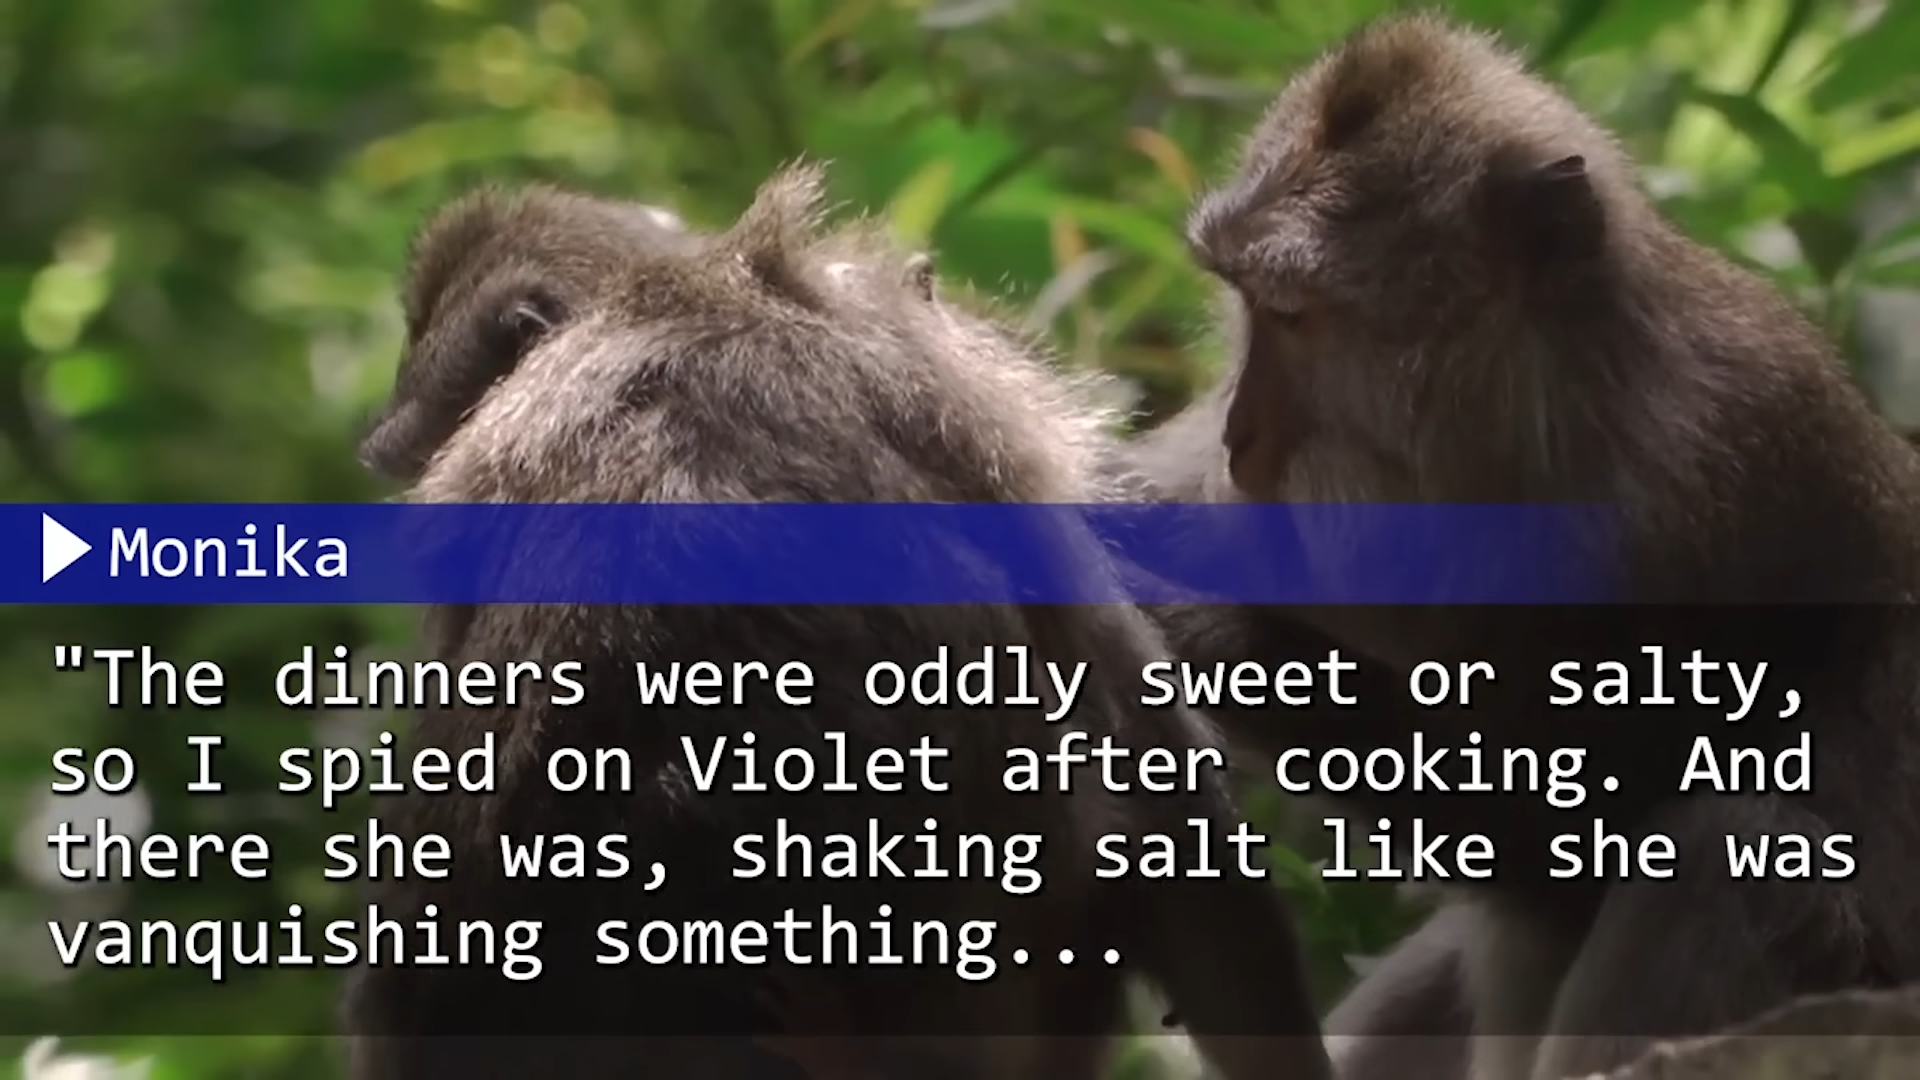 Monika
"The dinners were oddly sweet or salty,
so I spied on Violet after cooking. And
there she was, shaking salt like she was
vanquishing something...